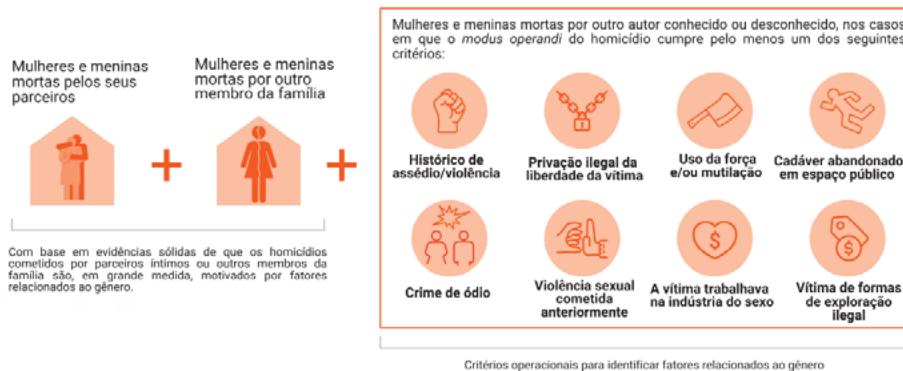 Mulheres e meninas
mortas pelos seus
parceiros
Mulheres e meninas
mortas por outro
membro da família
Com base em evidências sólidas de que os homicídios
cometidos por parceiros íntimos ou outros membros da
família são, em grande medida, motivados por fatores
relacionados ao gênero.
Mulheres e meninas mortas por outro autor conhecido ou desconhecido, nos casos
em que o modus operandi do homicídio cumpre pelo menos um dos seguintes
critérios:
Histórico de
assédio/violência
Privação ilegal da
liberdade da vítima
Uso da força
e/ou mutilação
Cadáver abandonado
em espaço público
Crime de ódio
Violência sexual
cometida
anteriormente
A vítima trabalhava
na indústria do sexo
Vítima de formas
de exploração
ilegal
Critérios operacionais para identificar fatores relacionados ao gênero